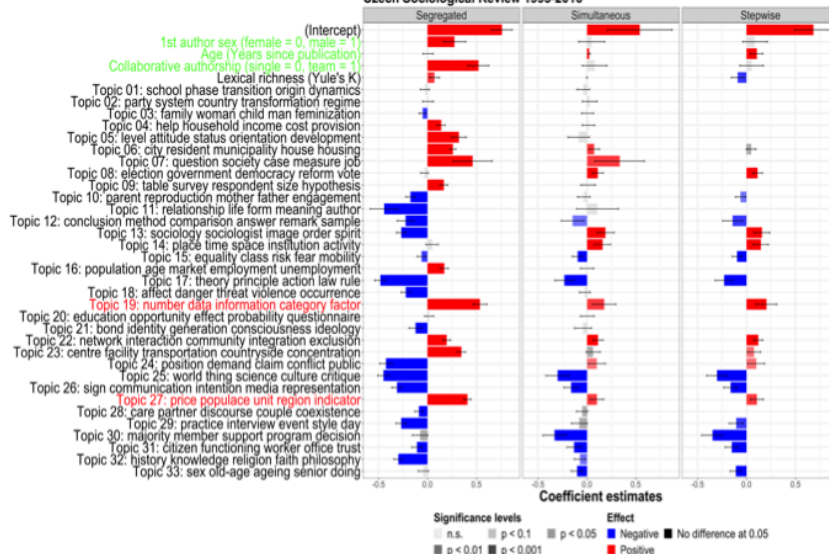 Czech Sociological Review 1993-2016
Segregated Simultaneous Stepwise
(Intercept)
1st author sex (female = 0, male = 1)
Age (Years since publication)
Collaborative authorship (single = 0, team = 1)
Lexical richness (Yule's K)
Topic 01: school phase transition origin dynamics
Topic 02: party system country transformation regime
Topic 03: family woman child man feminization
Topic 04: help household income cost provision
Topic 05: level attitude status orientation development
Topic 06: city resident municipality house housing
Topic 07: question society case measure job
Topic 08: election government democracy reform vote
Topic 09: table survey respondent size hypothesis
Topic 10: parent reproduction mother father engagement
Topic 11: relationship life form meaning author
Topic 12: conclusion method comparison answer remark sample
Topic 13: sociology sociologist image order spirit
Topic 14: place time space institution activity
Topic 15: equality class risk fear mobility
Topic 16: population age market employment unemployment
Topic 17: theory principle action law rule
Topic 18: affect danger threat violence occurrence
Topic 19: number data information category factor
Topic 20: education opportunity effect probability questionnaire
Topic 21: bond identity generation consciousness ideology
Topic 22: network interaction community integration exclusion
Topic 23: centre facility transportation countryside concentration
Topic 24: position demand claim conflict public
Topic 25: world thing science culture critique
Topic 26: sign communication intention media representation
Topic 27: price populace unit region indicator
Topic 28: care partner discourse couple coexistence
Topic 29: practice interview event style day
Topic 30: majority member support program decision
Topic 31: citizen functioning worker office trust
Topic 32: history knowledge religion faith philosophy
Topic 33: sex old-age ageing senior doing
-0.5 0.0 0.5 -0.5 0.0 0.5 -0.5 0.0 0.5
Coefficient estimates
Significance levels Effect
n.s. p < 0.1 p < 0.05 Negative No difference at 0.05
p < 0.01 p < 0.001 Positive